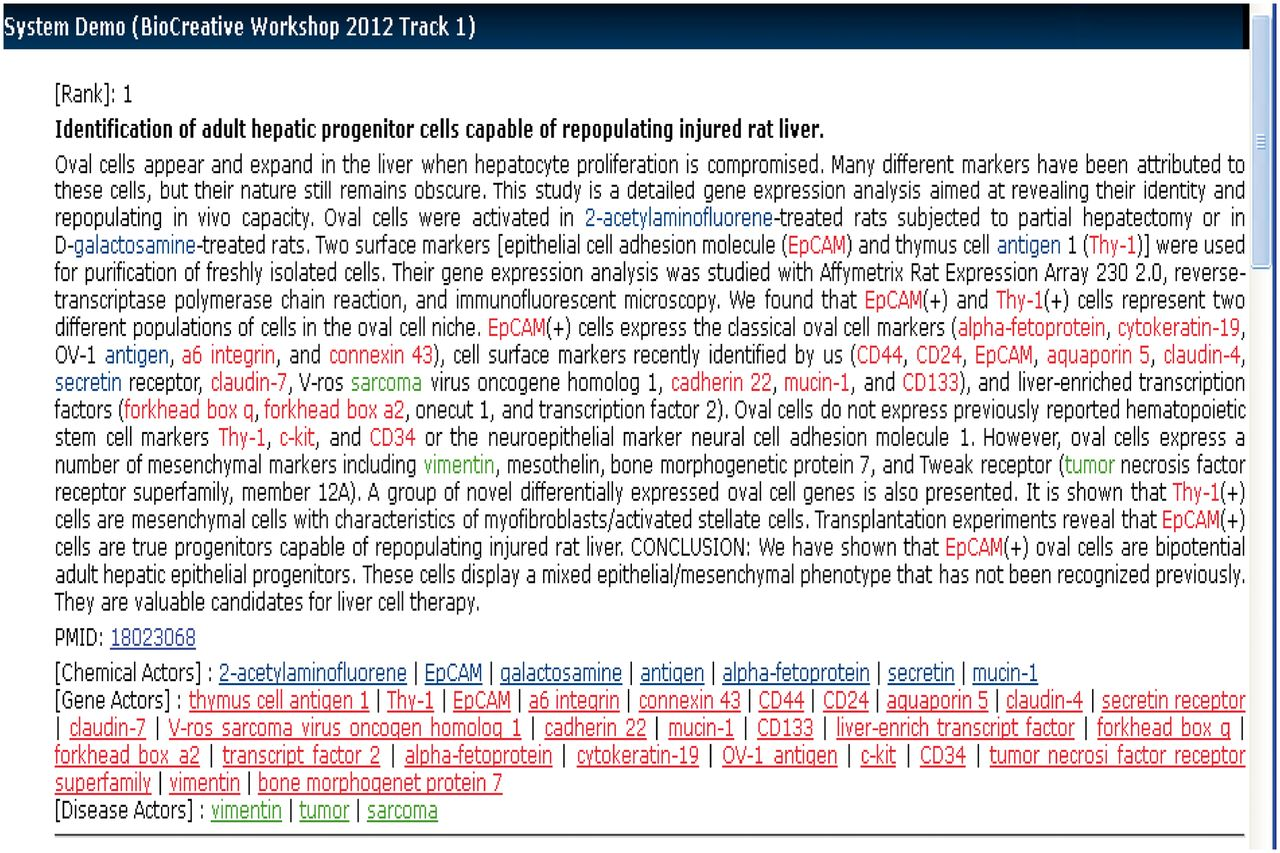 System Demo (BioCreative Workshop 2012 Track 1)
[Rank]: 1
Identification of adult hepatic progenitor cells capable of repopulating injured rat liver.
Oval cells appear and expand in the liver when hepatocyte proliferation is compromised. Many different markers have been attributed to
these cells, but their nature still remains obscure. This study is a detailed gene expression analysis aimed at revealing their identity and
repopulating in vivo capacity. Oval cells were activated in 2-acetylaminofluorene-treated rats subjected to partial hepatectomy or in
D-galactosamine-treated rats. Two surface markers [epithelial cell adhesion molecule (EpCAM) and thymus cell antigen 1 (Thy-1)] were used
for purification of freshly isolated cells. Their gene expression analysis was studied with Affymetrix Rat Expression Array 230 2.0, reverse-
transcriptase polymerase chain reaction, and immunofluorescent microscopy. We found that EpCAM(+) and Thy-1(+) cells represent two
different populations of cells in the oval cell niche. EpCAM(+) cells express the classical oval cell markers (alpha-fetoprotein, cytokeratin-19,
OV-1 antigen, a6 integrin, and connexin 43), cell surface markers recently identified by us (CD44, CD24, EpCAM, aquaporin 5, claudin-4,
secretin receptor, claudin-7, V-ros sarcoma virus oncogene homolog 1, cadherin 22, mucin-1, and CD133), and liver-enriched transcription
factors (forkhead box q, forkhead box a2, onecut 1, and transcription factor 2). Oval cells do not express previously reported hematopoietic
stem cell markers Thy-1, c-kit, and CD34 or the neuroepithelial marker neural cell adhesion molecule 1. However, oval cells express a
number of mesenchymal markers including vimentin, mesothelin, bone morphogenetic protein 7, and Tweak receptor (tumor necrosis factor
receptor superfamily, member 12A). A group of novel differentially expressed oval cell genes is also presented. It is shown that Thy-1(+)
cells are mesenchymal cells with characteristics of myofibroblasts/activated stellate cells. Transplantation experiments reveal that EpCAM(+)
cells are true progenitors capable of repopulating injured rat liver. CONCLUSION: We have shown that EpCAM(+) oval cells are bipotential
adult hepatic epithelial progenitors. These cells display a mixed epithelial/mesenchymal phenotype that has not been recognized previously.
They are valuable candidates for liver cell therapy.
PMID: 18023068
[Chemical Actors] : 2-acetylaminofluorene | EpCAM | galactosamine | antigen | alpha-fetoprotein | secretin | mucin-1
[Gene Actors] : thymus cell antigen 1 | Thy-1 | EpCAM | a6 integrin | connexin 43 | CD44 | CD24 | aquaporin 5 | claudin-4 | secretin receptor
| claudin-7 | V-ros sarcoma virus oncogen homolog 1 | cadherin 22 | mucin-1 | CD133 | liver-enrich transcript factor | forkhead box q |
forkhead box a2 | transcript factor 2 | alpha-fetoprotein | cytokeratin-19 | OV-1 antigen | c-kit | CD34 | tumor necrosi factor receptor
superfamily | vimentin | bone morphogenet protein 7
[Disease Actors] : vimentin | tumor | sarcoma